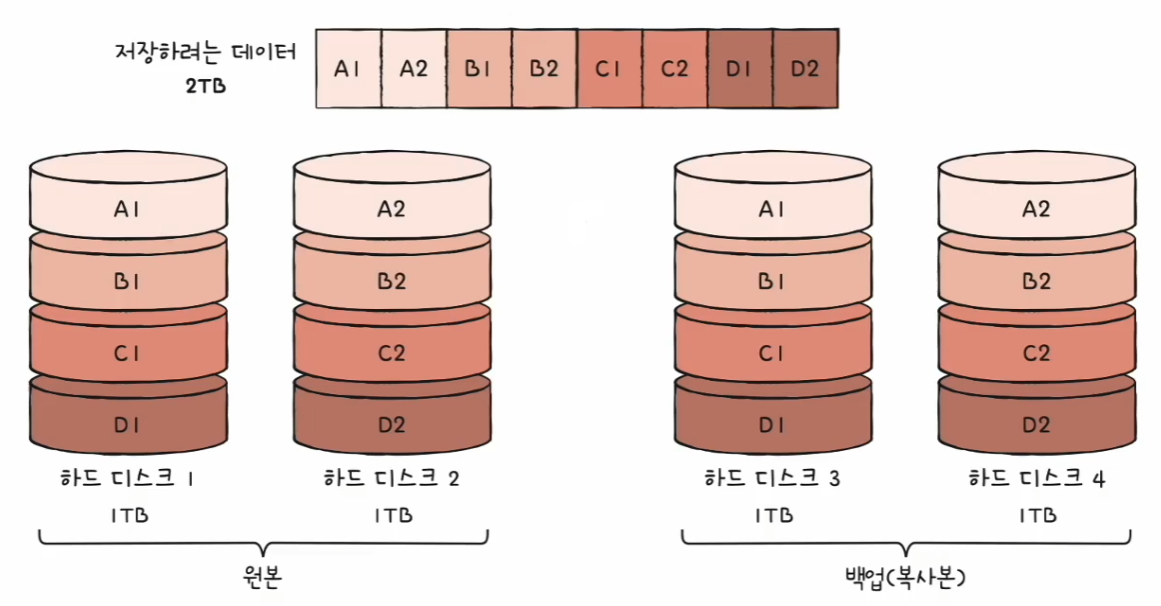 저장하려는 데이터
2TB
A1 A2 B1 B2 C1 C2 D1 D2
A1 A2 A1 A2
B1 B2 B1 B2
C1 C2 C1 C2
D1 D2 D1 D2
하드 디스크 1 하드 디스크 2 하드 디스크 3 하드 디스크 4
1TB 1TB 1TB 1TB
원본 백업(복사본)